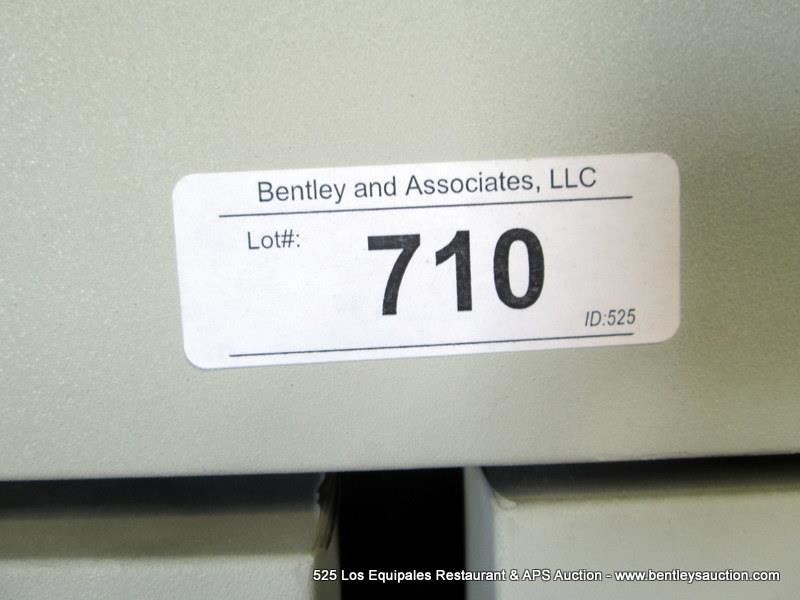 Bentley and Associates, LLC
Lot#: 710
ID:525
525 Los Equipales Restaurant & APS Auction - www.bentleysauction.com